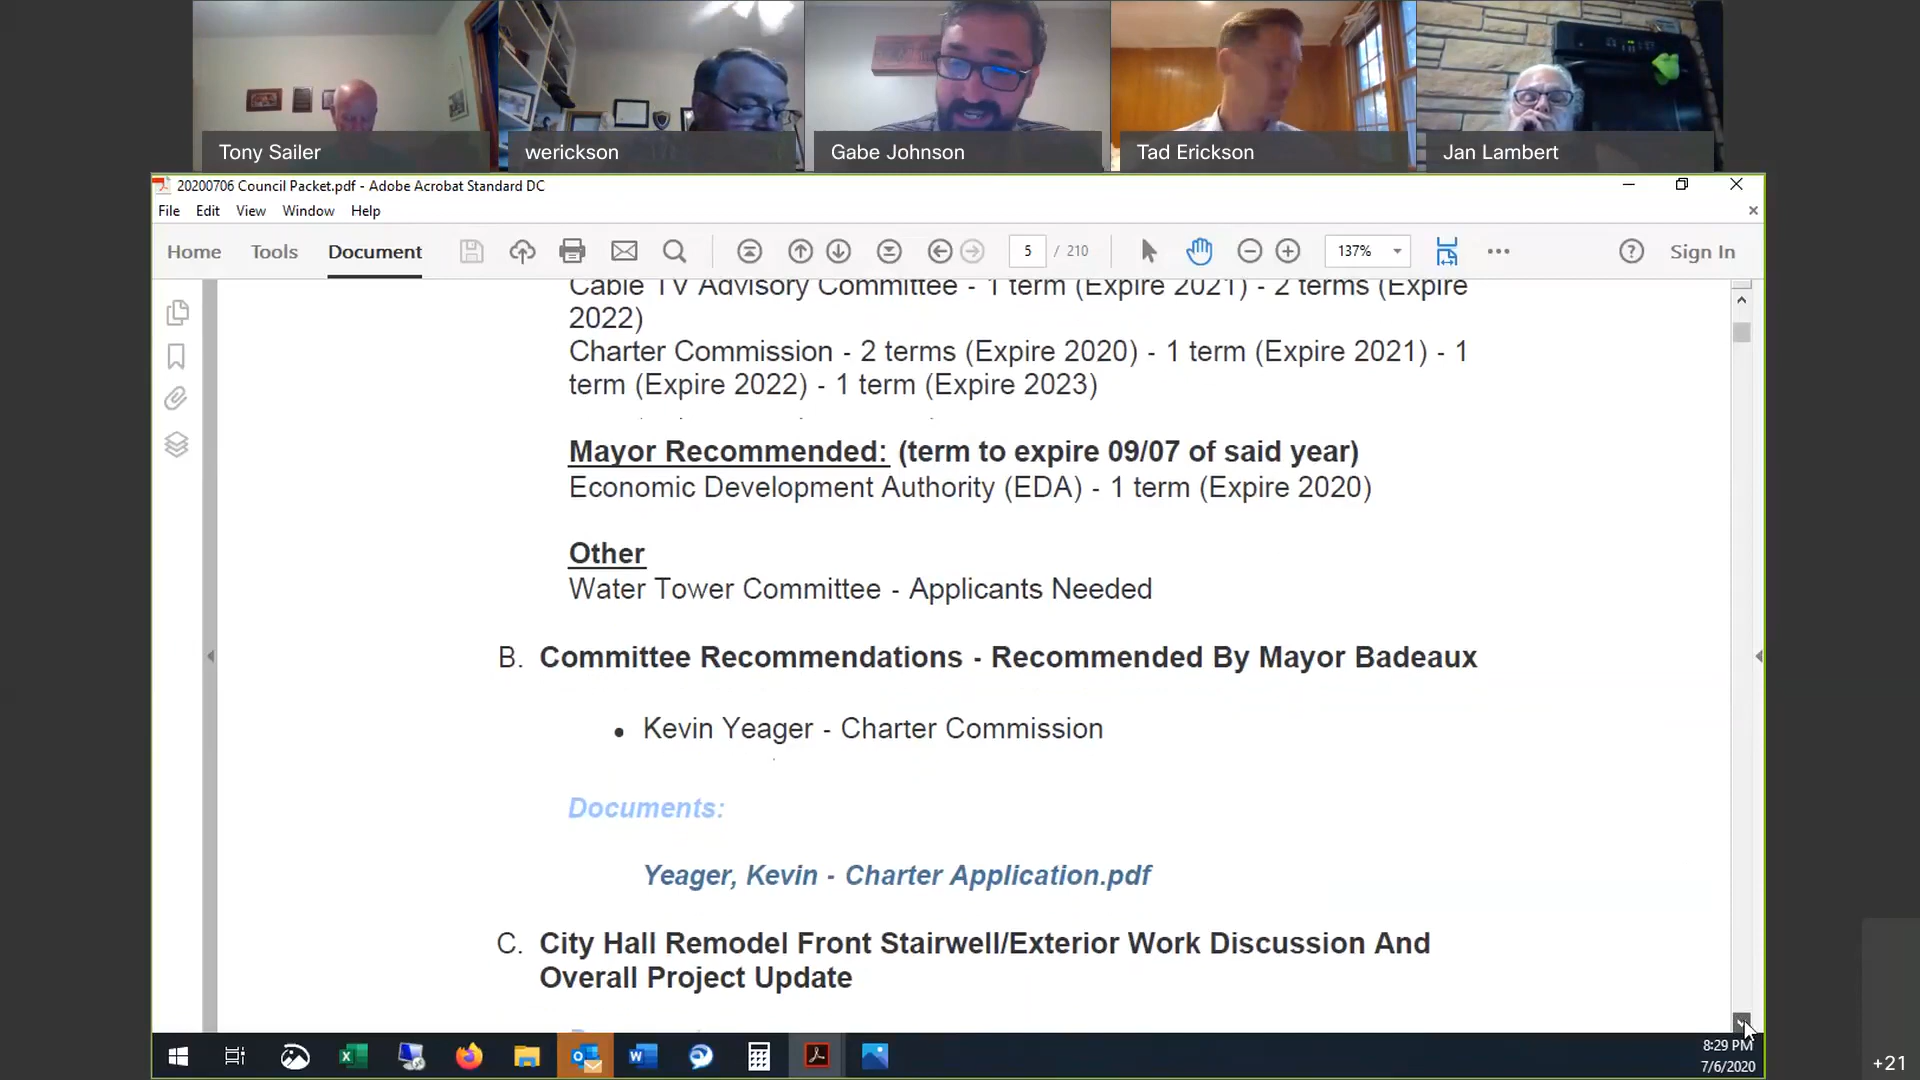 Tony Sailer
werickson
Gabe Johnson
Tad Erickson
Jan Lambert
20200706 Council Packet.pdf - Adobe Acrobat Standard DC
File Edit View Window Help
Home Tools Document 5 / 210 137% Sign In
Cable TV Advisory Committee - 1 term (Expire 2021) - 2 terms (Expire
2022)
Charter Commission - 2 terms (Expire 2020) - 1 term (Expire 2021) - 1
term (Expire 2022) - 1 term (Expire 2023)
Mayor Recommended: (term to expire 09/07 of said year)
Economic Development Authority (EDA) - 1 term (Expire 2020)
Other
Water Tower Committee - Applicants Needed
B. Committee Recommendations - Recommended By Mayor Badeaux
• Kevin Yeager - Charter Commission
Documents:
Yeager, Kevin - Charter Application.pdf
C. City Hall Remodel Front Stairwell/Exterior Work Discussion And
Overall Project Update
8:29 PM
7/6/2020
+21